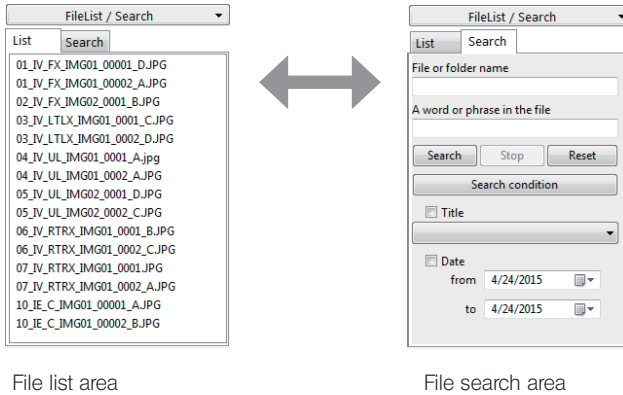 FileList / Search
List Search
01_IV_FX_IMG01_00001_D.JPG
01_IV_FX_IMG01_00002_A.JPG
02_IV_FX_IMG02_0001_B.JPG
03_IV_LTLX_IMG01_0001_C.JPG
03_IV_LTLX_IMG01_0002_D.JPG
04_IV_UL_IMG01_0001_A.jpg
04_IV_UL_IMG01_0002_A.JPG
05_IV_UL_IMG02_0001_D.JPG
05_IV_UL_IMG02_0002_C.JPG
06_IV_RTRX_IMG01_0001_B.JPG
06_IV_RTRX_IMG01_0002_C.JPG
07_IV_RTRX_IMG01_0001JPG
07_IV_RTRX_IMG01_0002_A.JPG
10_IE_C_IMG01_00001_A.JPG
10_IE_C_IMG01_00002_B.JPG
File list area
FileList / Search
List Search
File or folder name
A word or phrase in the file
Search Stop Reset
Search condition
Title
Date
from 4/24/2015
to 4/24/2015
File search area